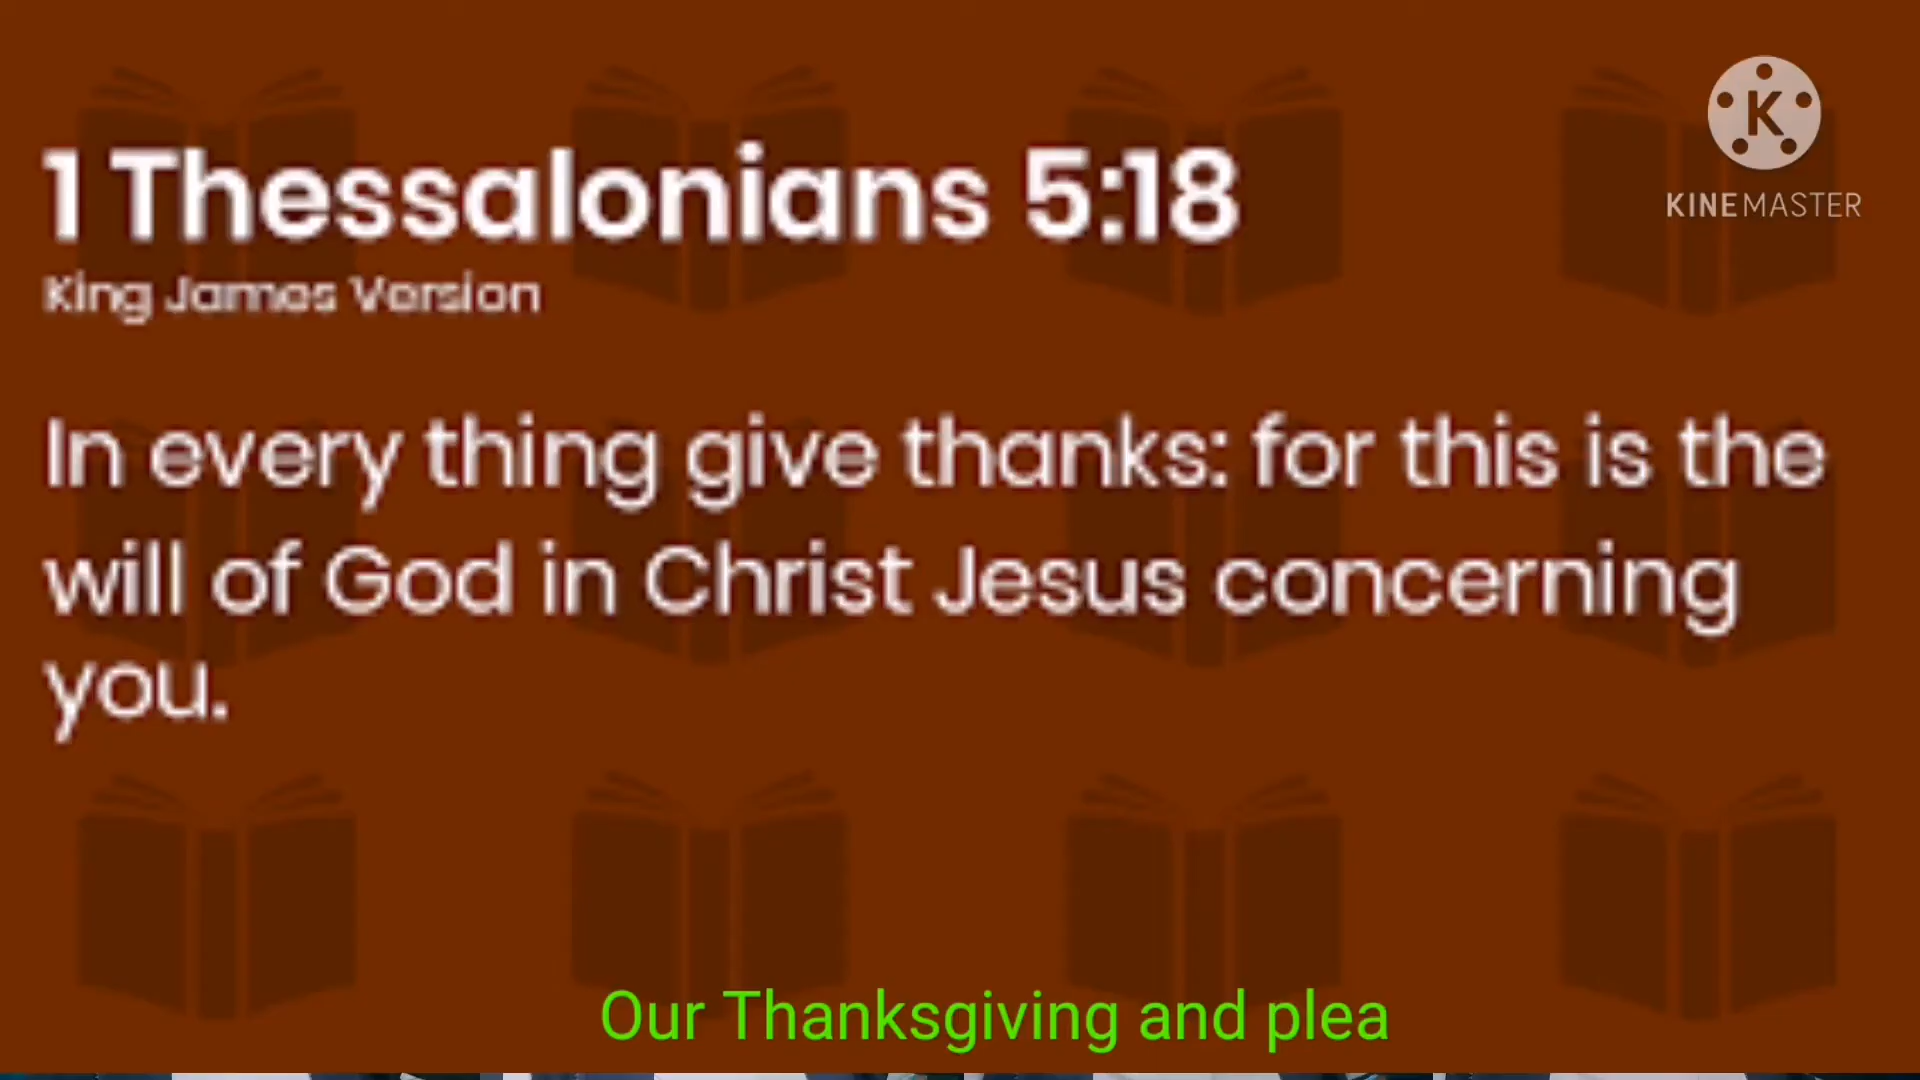 K
KINEMASTER
1 Thessalonians 5:18
King James Version
In every thing give thanks: for this is the
will of God in Christ Jesus concerning
you.
Our Thanksgiving and plea